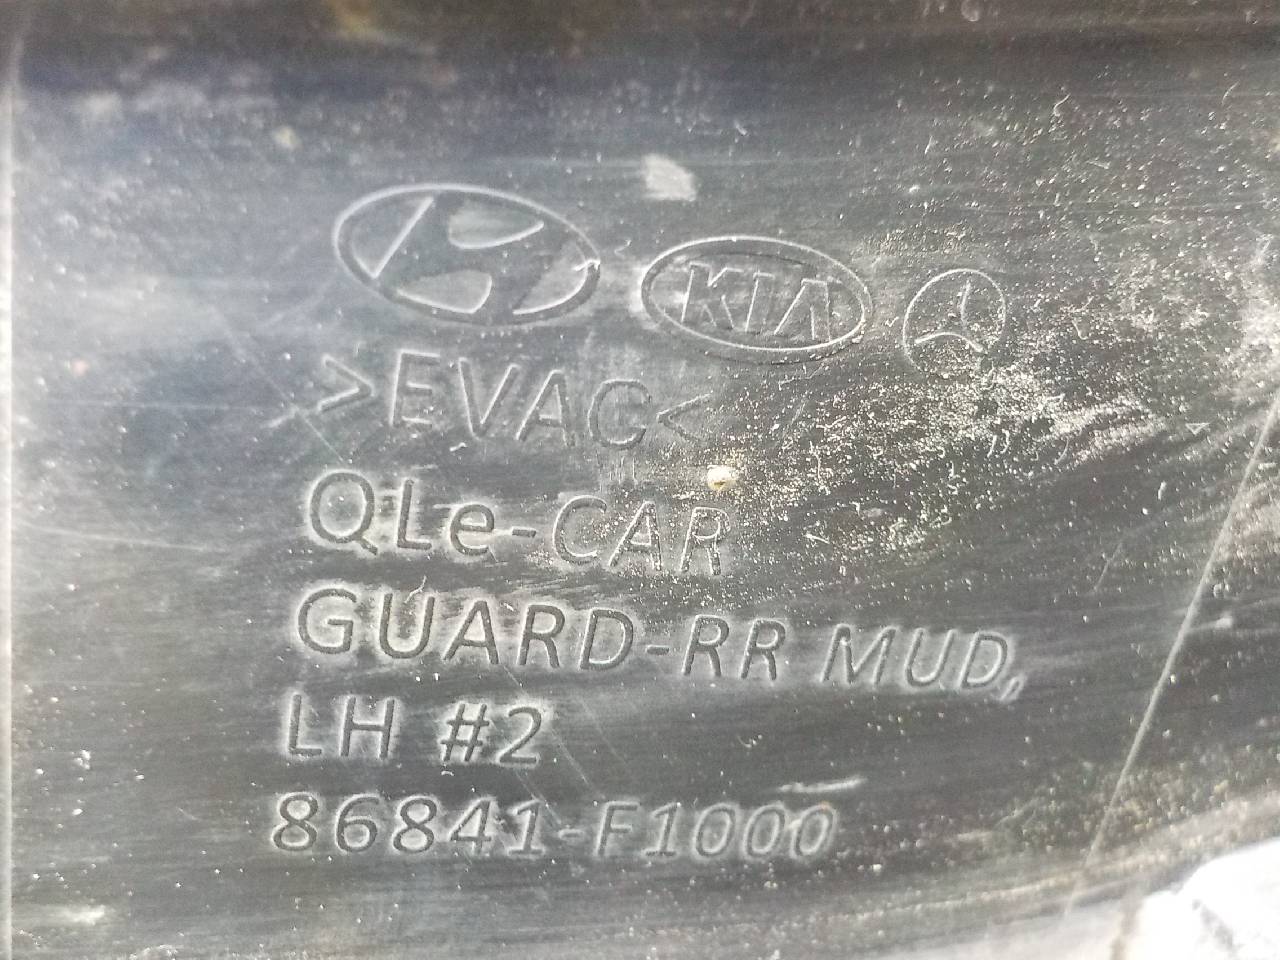 KIA
>EVAC<
QLe-CAR
GUARD-RR MUD,
LH #2
86841-F1000